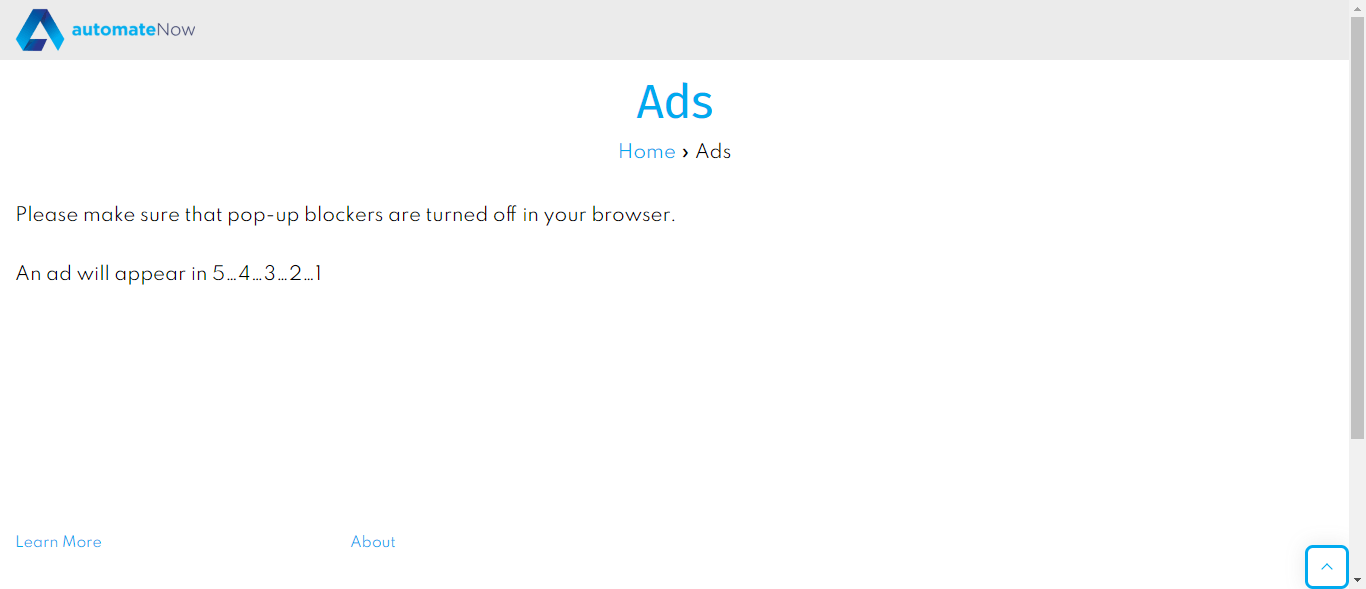 automateNow
Ads
Home › Ads
Please make sure that pop-up blockers are turned off in your browser.
An ad will appear in 5...4...3...2...1
Learn More
About